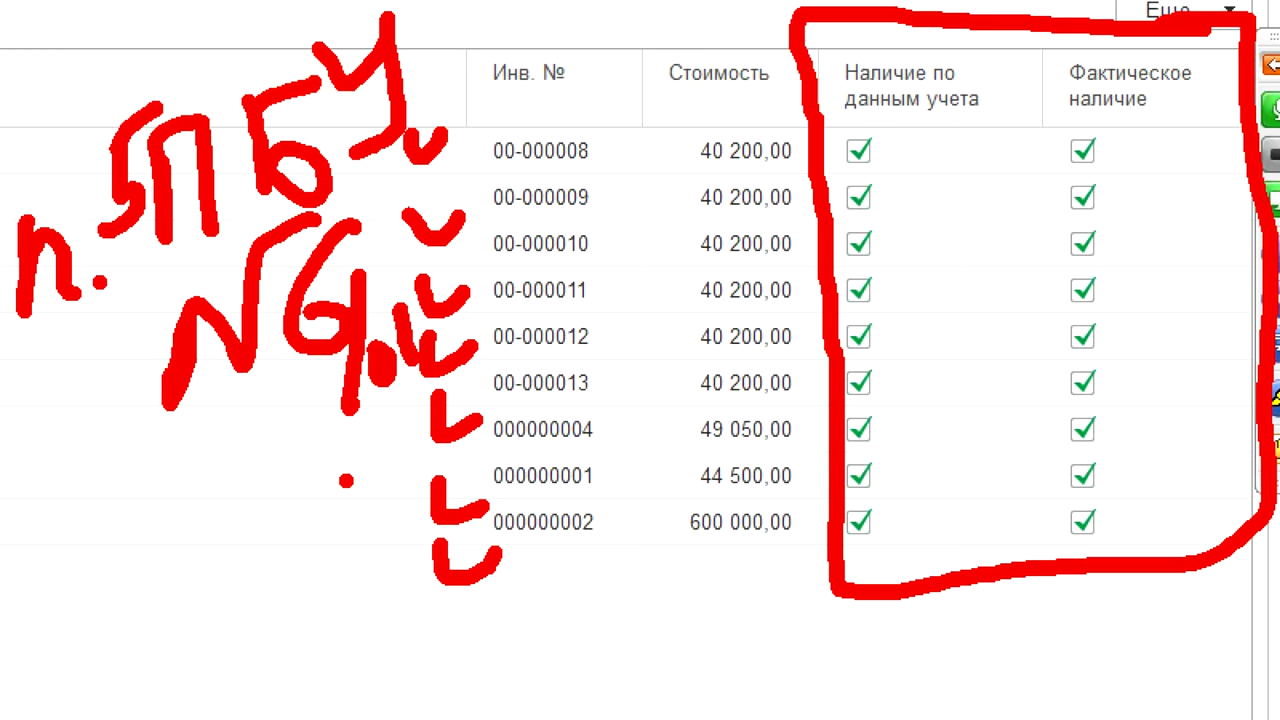 Еще
Инв. № Стоимость Наличие по данным учета Фактическое наличие
00-000008 40 200,00
00-000009 40 200,00
00-000010 40 200,00
00-000011 40 200,00
00-000012 40 200,00
00-000013 40 200,00
000000004 49 050,00
000000001 44 500,00
000000002 600 000,00
п. 5 ПБУ